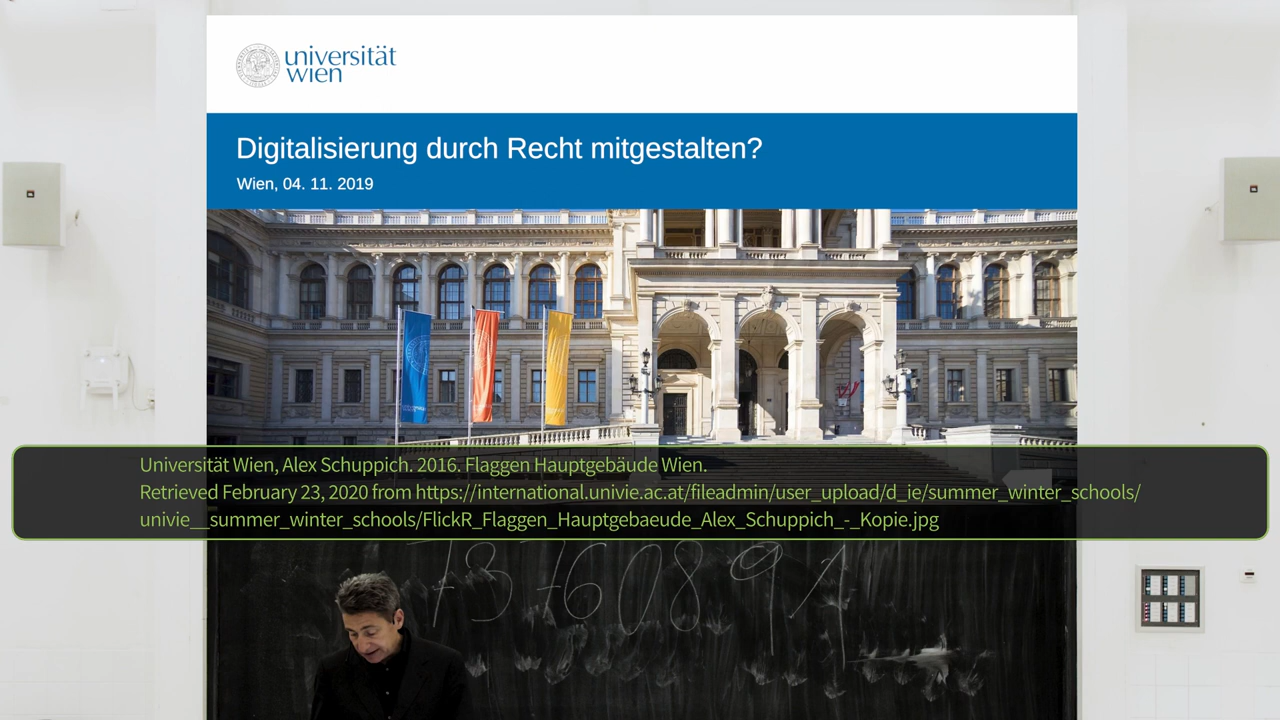 universität
wien
Digitalisierung durch Recht mitgestalten?
Wien, 04. 11. 2019
Universität Wien, Alex Schuppich. 2016. Flaggen Hauptgebäude Wien.
Retrieved February 23, 2020 from https://international.univie.ac.at/fileadmin/user_upload/d_ie/summer_winter_schools/
univie__summer_winter_schools/FlickR_Flaggen_Hauptgebaeude_Alex_Schuppich_-_Kopie.jpg
7376089